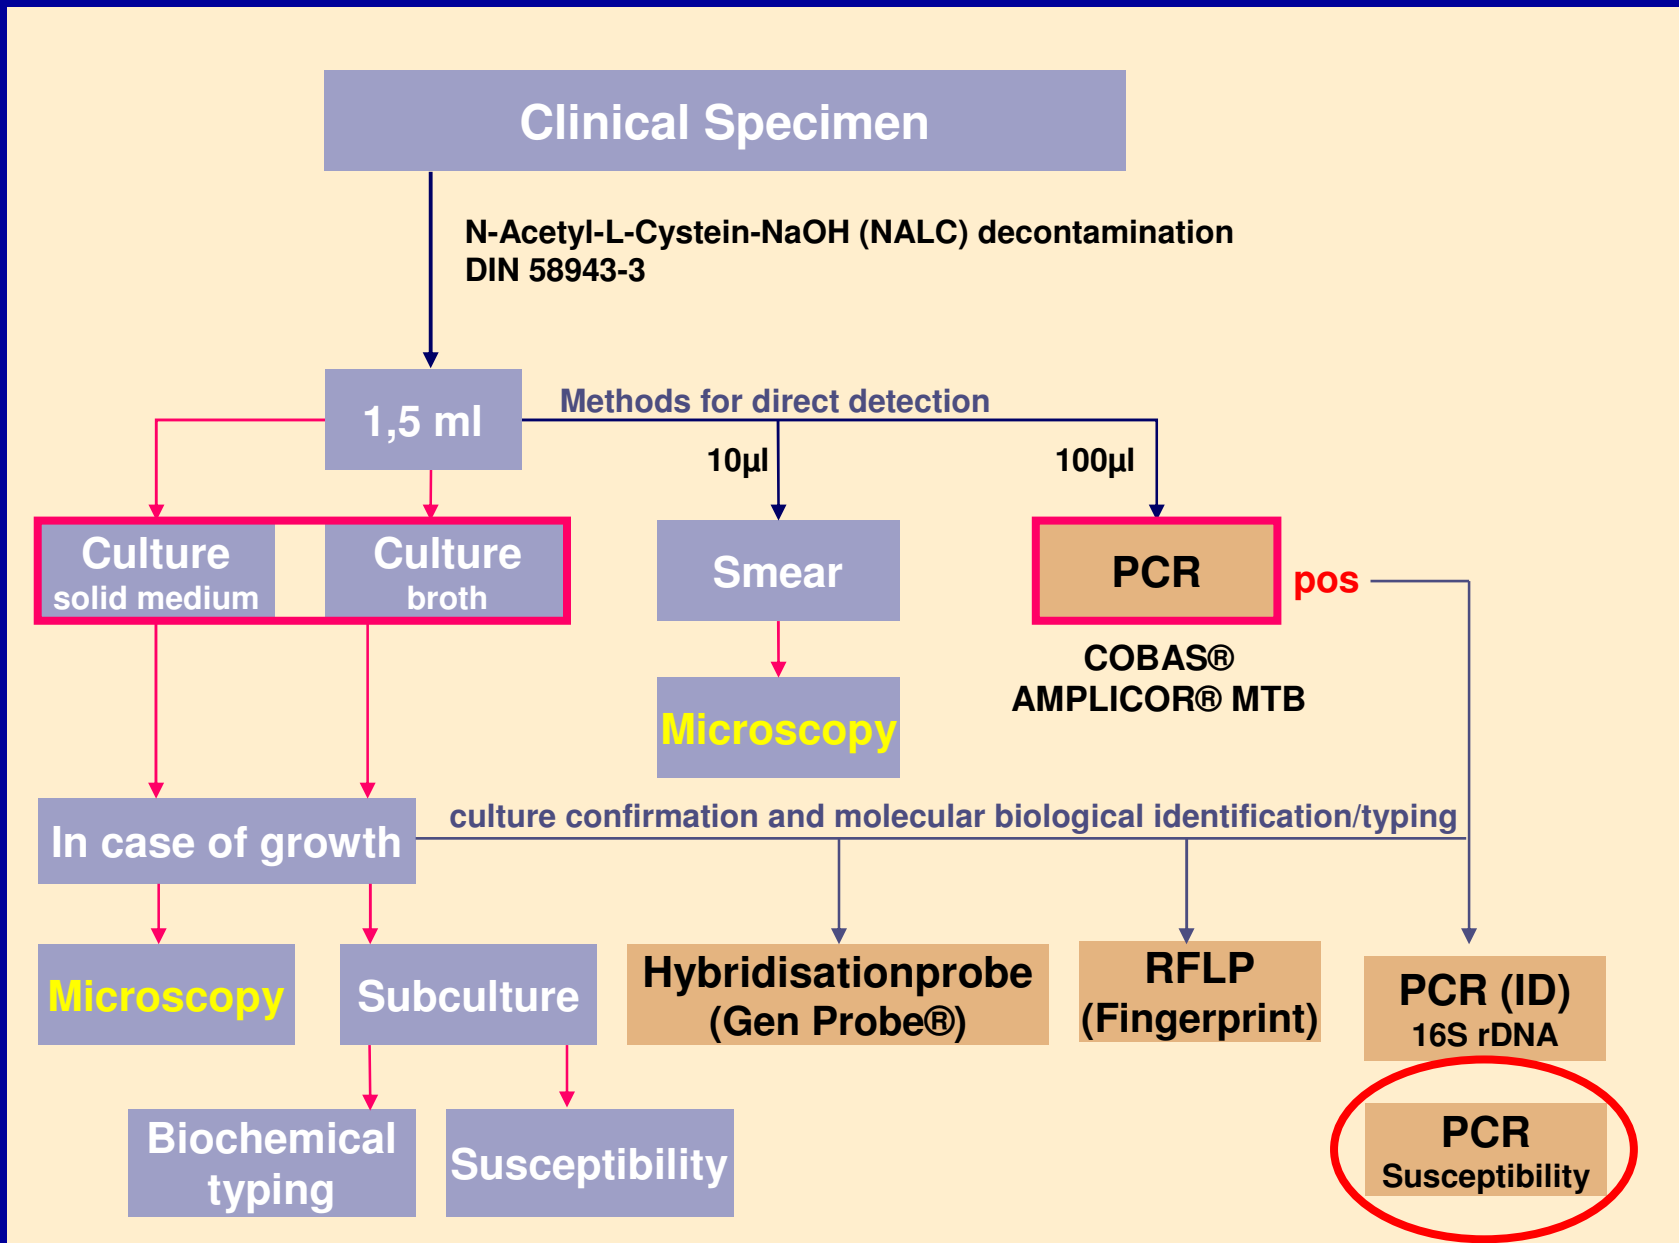 Clinical Specimen
N-Acetyl-L-Cystein-NaOH (NALC) decontamination
DIN 58943-3
1,5 ml
Methods for direct detection
10µl
100µl
Culture
solid medium
Culture
broth
Smear
PCR
pos
COBAS®
AMPLICOR® MTB
Microscopy
In case of growth
culture confirmation and molecular biological identification/typing
Microscopy
Subculture
Hybridisationprobe
(Gen Probe®)
RFLP
(Fingerprint)
PCR (ID)
16S rDNA
Biochemical
typing
Susceptibility
PCR
Susceptibility